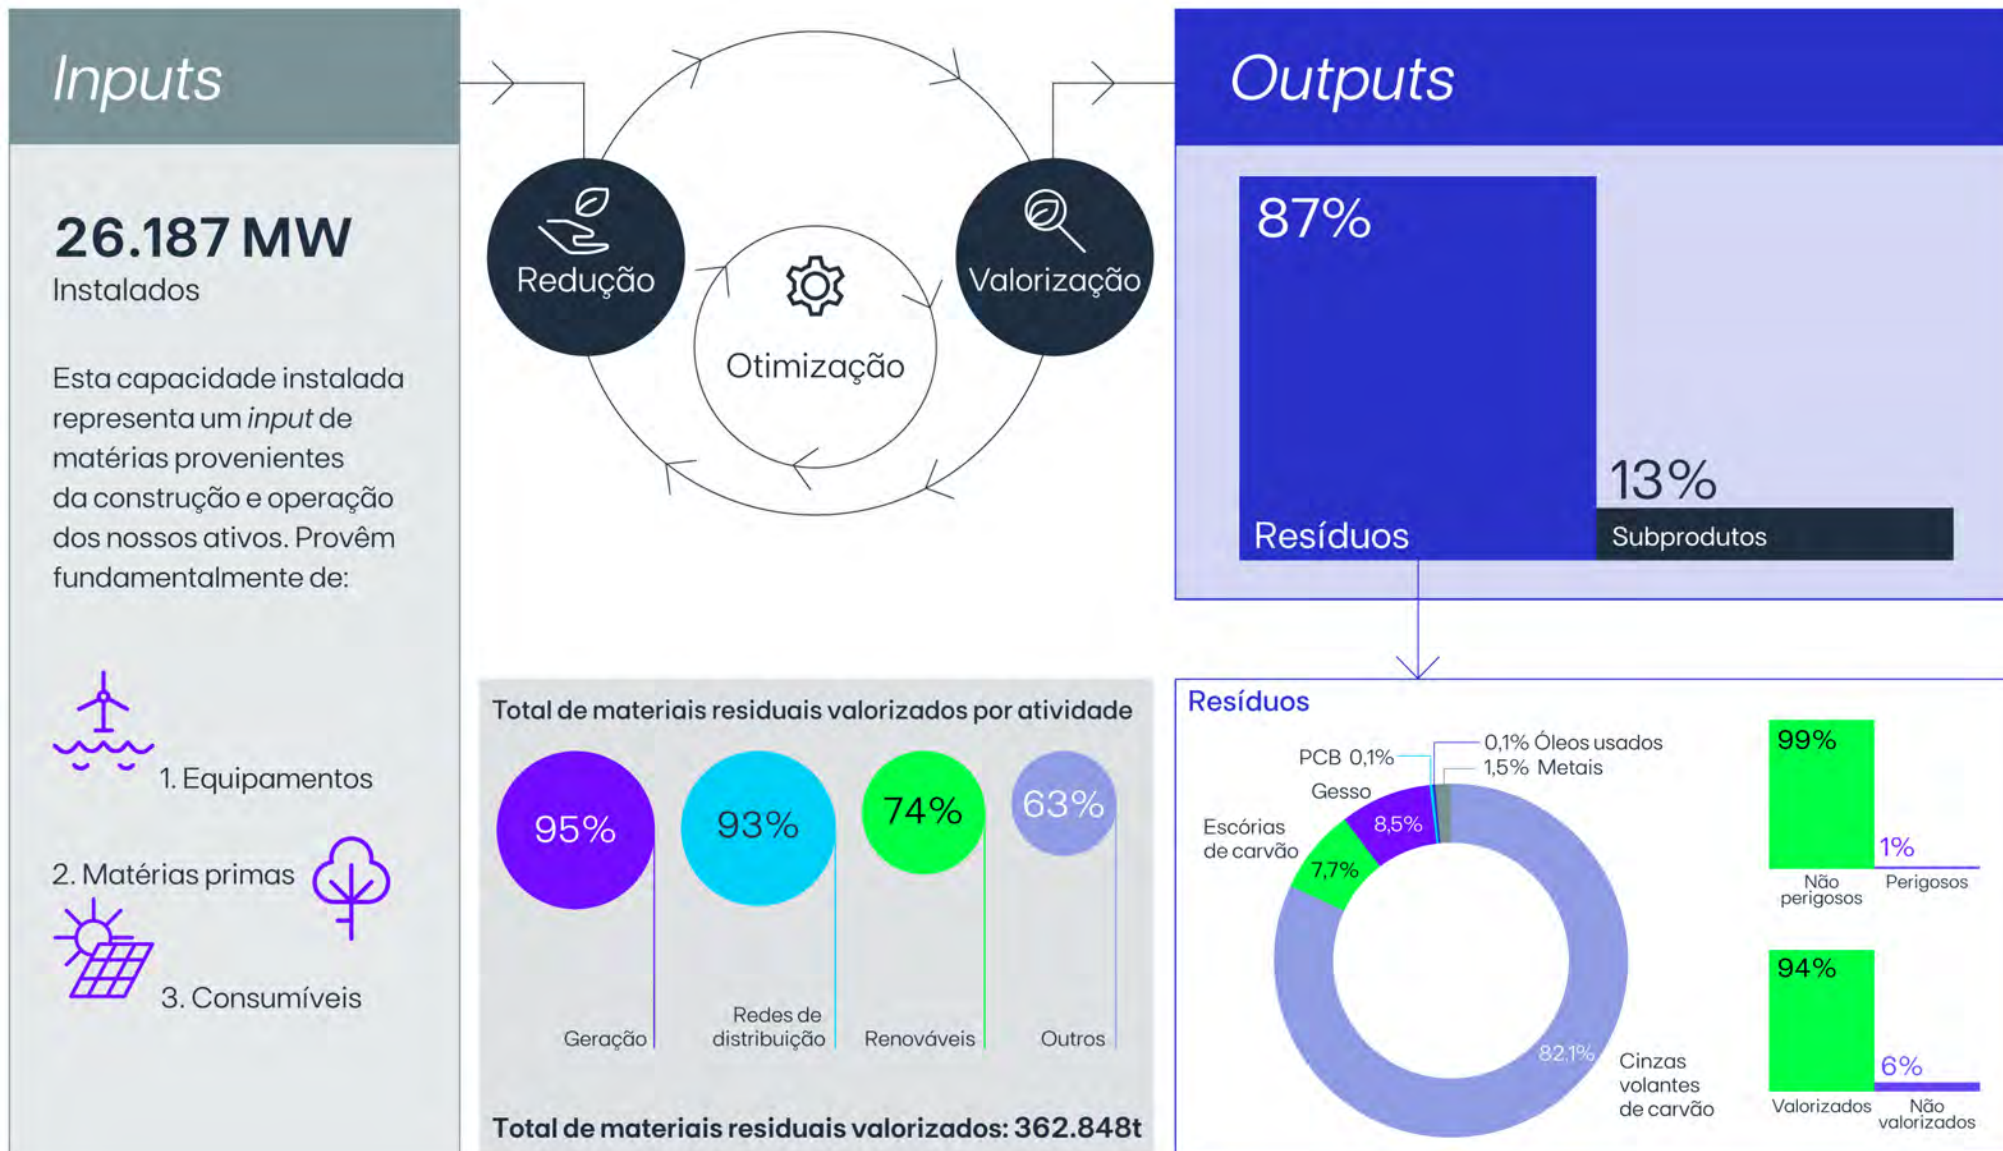 Inputs
26.187 MW
Instalados
Esta capacidade instalada
representa um input de
matérias provenientes
da construção e operação
dos nossos ativos. Provêm
fundamentalmente de:
1. Equipamentos
2. Matérias primas
3. Consumíveis
Redução
Otimização
Valorização
Outputs
87%
Resíduos
13%
Subprodutos
Total de materiais residuais valorizados por atividade
95%
93%
74%
63%
Geração
Redes de
distribuição
Renováveis
Outros
Total de materiais residuais valorizados: 362.848t
Resíduos
PCB 0,1%
0,1% Óleos usados
1,5% Metais
Gesso
8,5%
Escórias
de carvão
7,7%
82,1%
Cinzas
volantes
de carvão
99%
1%
Não
perigosos
Perigosos
94%
6%
Valorizados
Não
valorizados